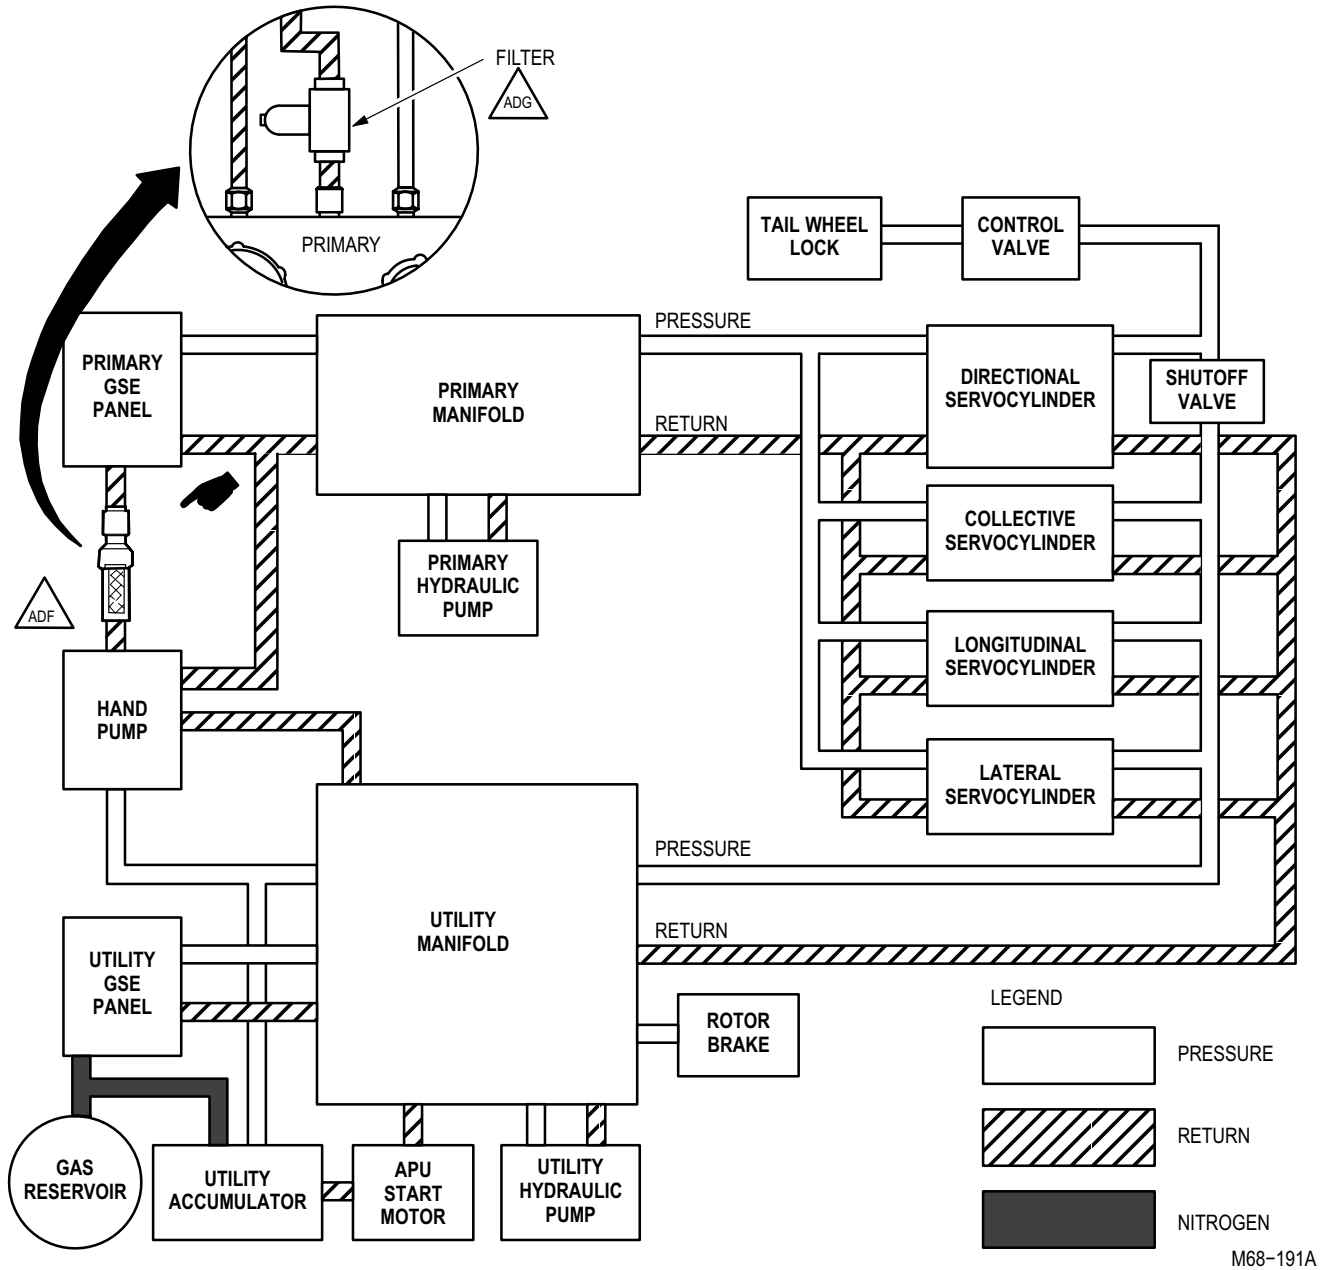 FILTER
ADG
PRIMARY
TAIL WHEEL
LOCK
CONTROL
VALVE
PRIMARY
GSE
PANEL
PRIMARY
MANIFOLD
PRESSURE
RETURN
DIRECTIONAL
SERVOCYLINDER
SHUTOFF
VALVE
COLLECTIVE
SERVOCYLINDER
PRIMARY
HYDRAULIC
PUMP
ADF
LONGITUDINAL
SERVOCYLINDER
HAND
PUMP
LATERAL
SERVOCYLINDER
PRESSURE
UTILITY
MANIFOLD
RETURN
UTILITY
GSE
PANEL
ROTOR
BRAKE
LEGEND
PRESSURE
RETURN
NITROGEN
GAS
RESERVOIR
UTILITY
ACCUMULATOR
APU
START
MOTOR
UTILITY
HYDRAULIC
PUMP
M68−191A